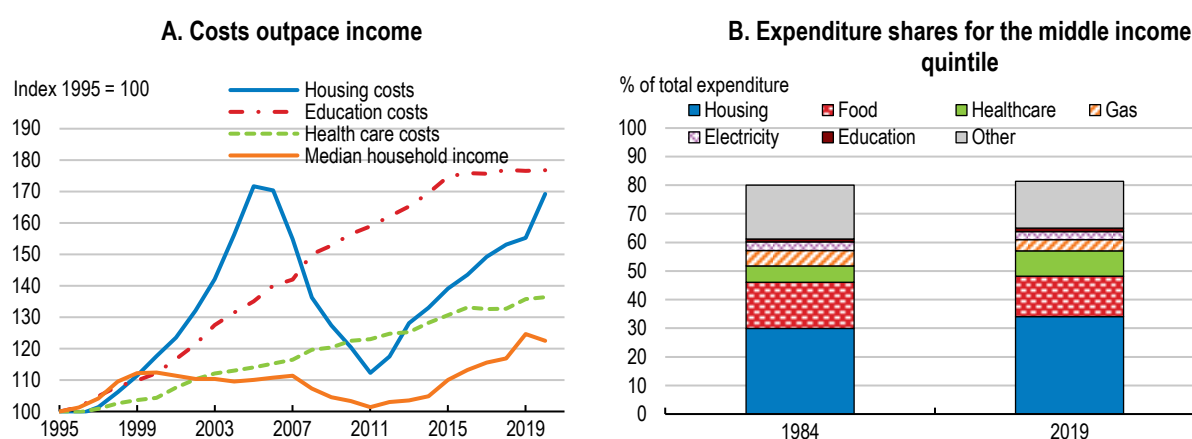 A. Costs outpace income
Index 1995 = 100
Housing costs
Education costs
Health care costs
Median household income
190
180
170
160
150
140
130
120
110
100
1995 1999 2003 2007 2011 2015 2019
B. Expenditure shares for the middle income
quintile
% of total expenditure
Housing Food Healthcare Gas
Electricity Education Other
100
90
80
70
60
50
40
30
20
10
0
1984 2019